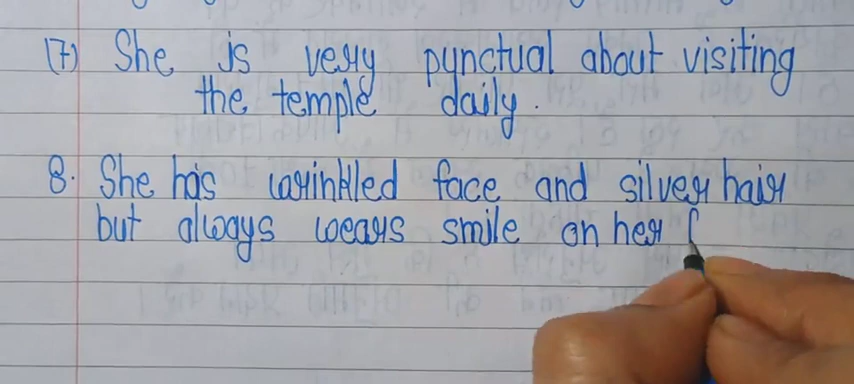 (7) She is very punctual about visiting
the temple daily.
8. She has wrinkled face and silver hair
but always wears smile on her